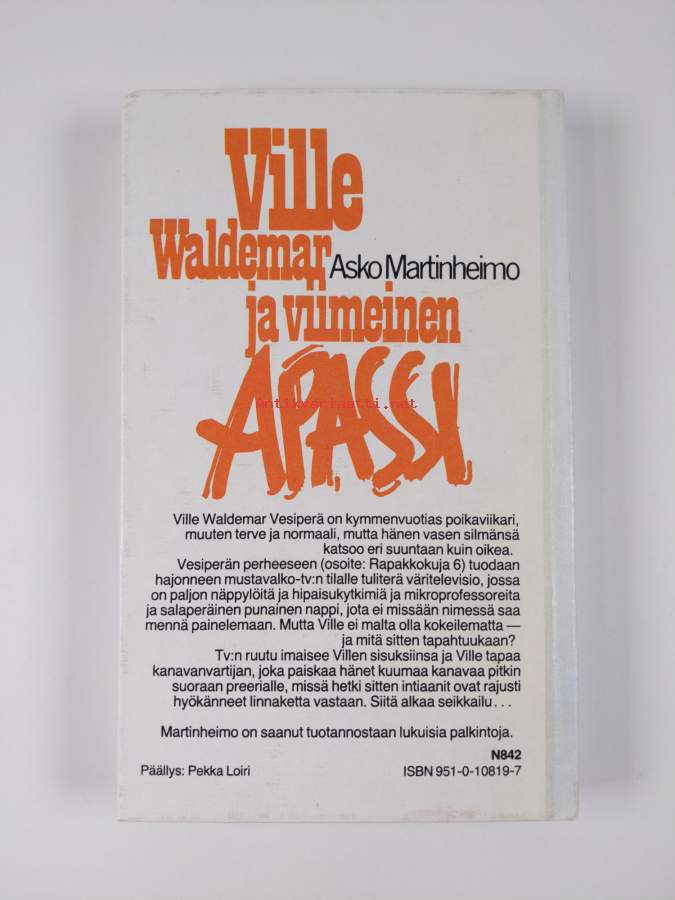 Ville
Waldemar Asko Martinheimo
ja viimeinen
APASSI
Antikvariaatti.net
Ville Waldemar Vesiperä on kymmenvuotias poikaviikari,
muuten terve ja normaali, mutta hänen vasen silmänsä
katsoo eri suuntaan kuin oikea.
Vesiperän perheeseen (osoite: Rapakkokuja 6) tuodaan
hajonneen mustavalko-tv:n tilalle tuliterä väritelevisio, jossa
on paljon näppylöitä ja hipaisukytkimiä ja mikroprofessoreita
ja salaperäinen punainen nappi, jota ei missään nimessä saa
mennä painelemaan. Mutta Ville ei malta olla kokeilematta —
ja mitä sitten tapahtuukaan?
Tv:n ruutu imaisee Villen sisuksiinsa ja Ville tapaa
kanavanvartijan, joka paiskaa hänet kuumaa kanavaa pitkin
suoraan preerialle, missä hetki sitten intiaanit ovat rajusti
hyökänneet linnaketta vastaan. Siitä alkaa seikkailu . . .
Martinheimo on saanut tuotannostaan lukuisia palkintoja.
N842
Päällys: Pekka Loiri ISBN 951-0-10819-7